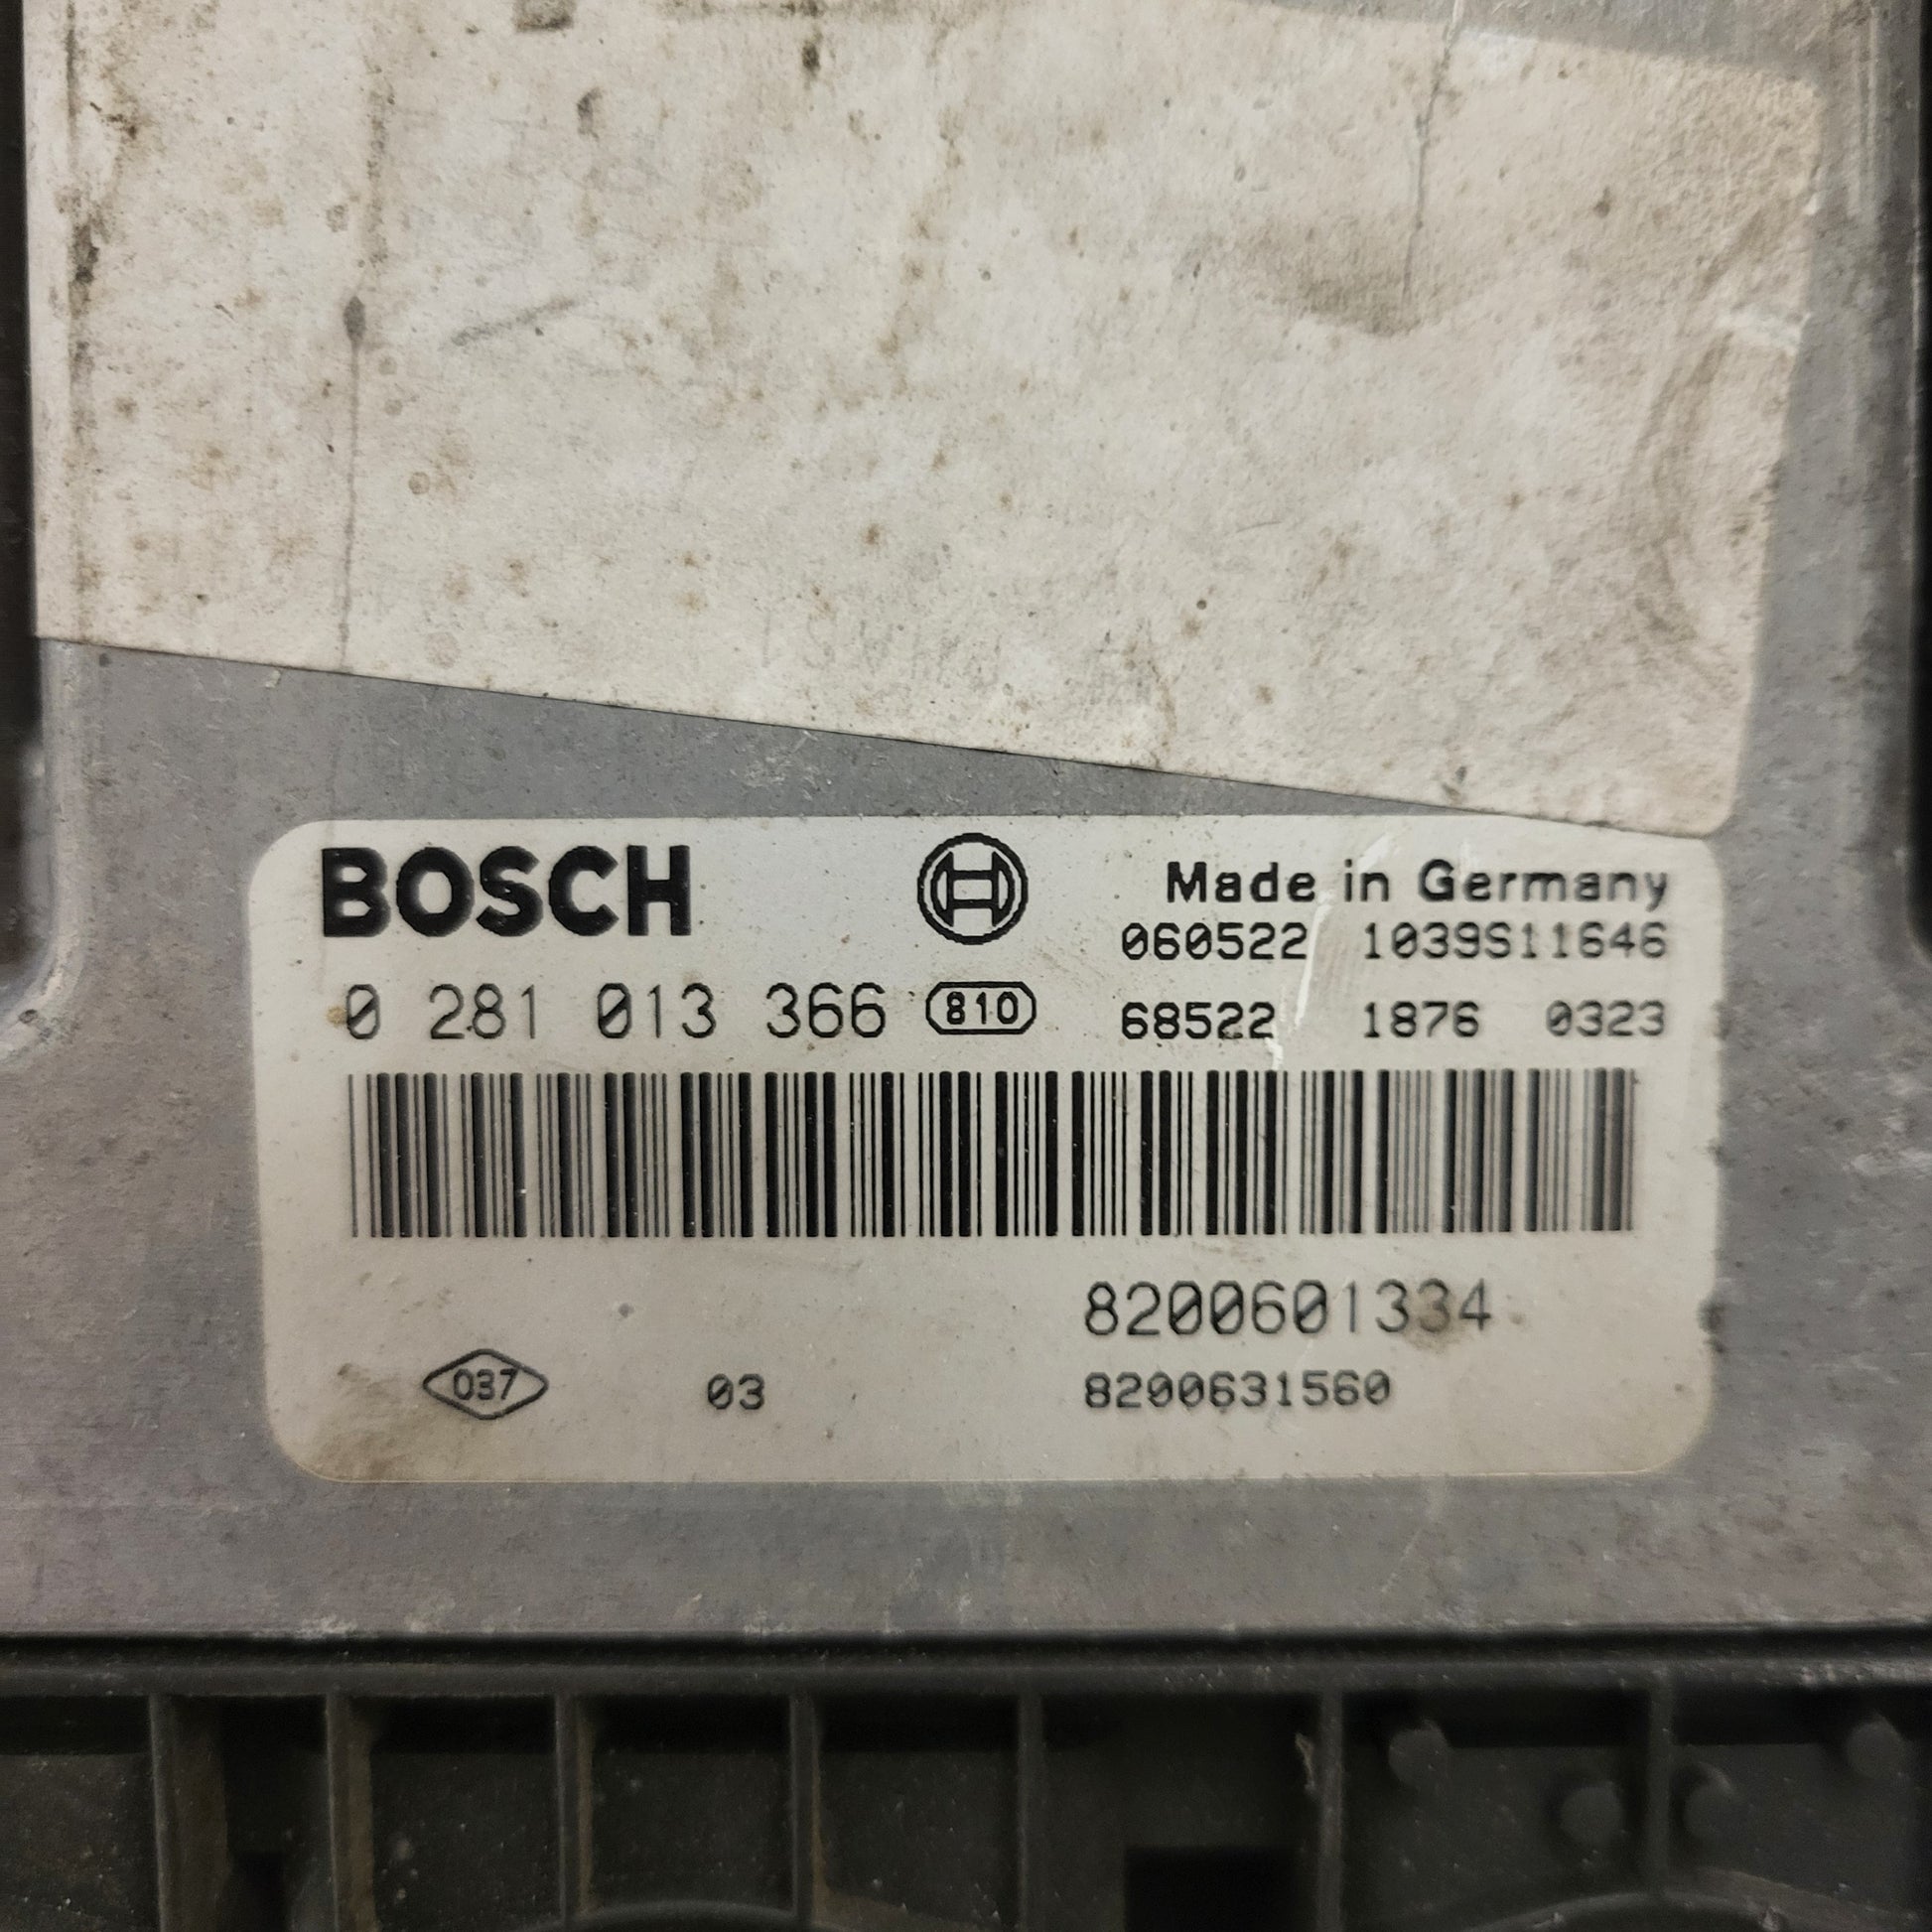 BOSCH
Made in Germany
060522 1039S11646
0 281 013 366 810
68522 1876 0323
8200601334
037 03 8200631560